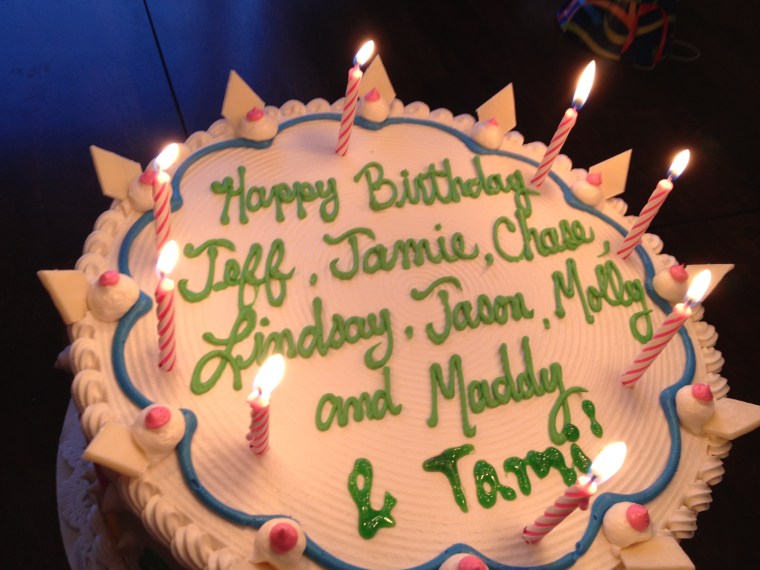 Happy Birthday
Jeff, Jamie, Chase,
Lindsay, Jason, Molly
and Maddy
& Tami!